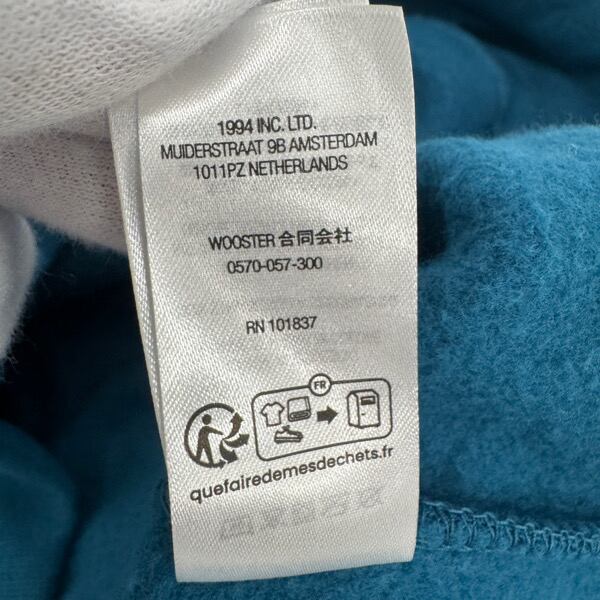 1994 INC. LTD.
MUIDERSTRAAT 9B AMSTERDAM
1011PZ NETHERLANDS
WOOSTER 合同会社
0570-057-300
RN 101837
FR
quefairedemesdechets.fr